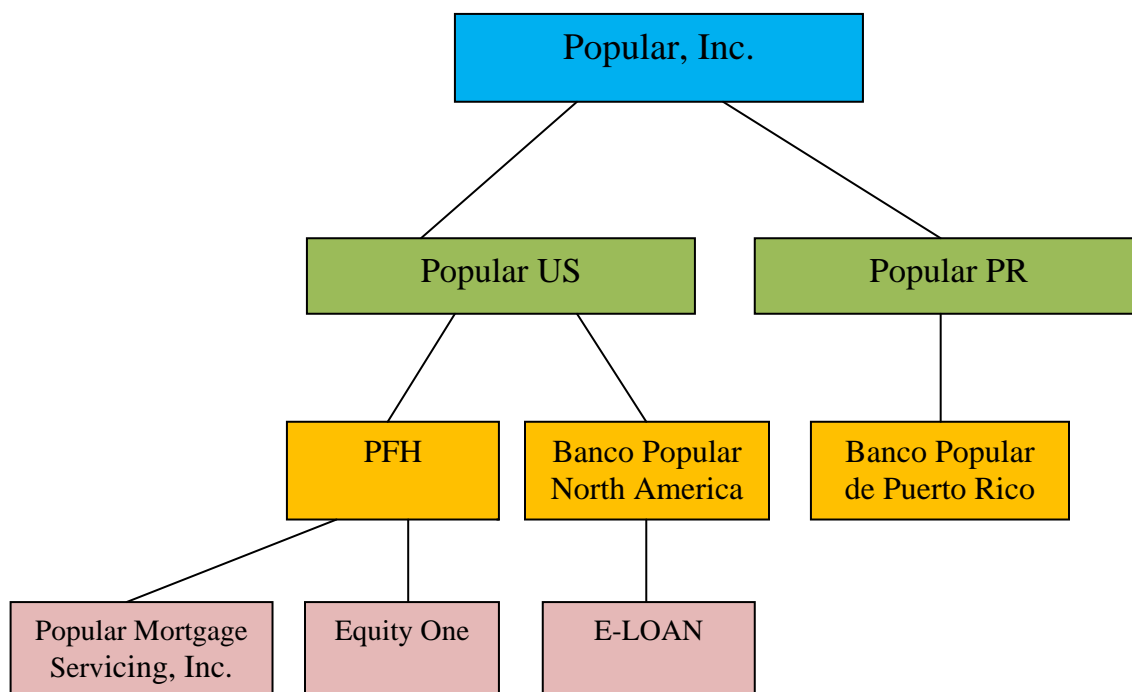 Popular, Inc.
Popular US
Popular PR
PFH
Banco Popular
North America
Banco Popular
de Puerto Rico
Popular Mortgage
Servicing, Inc.
Equity One
E-LOAN